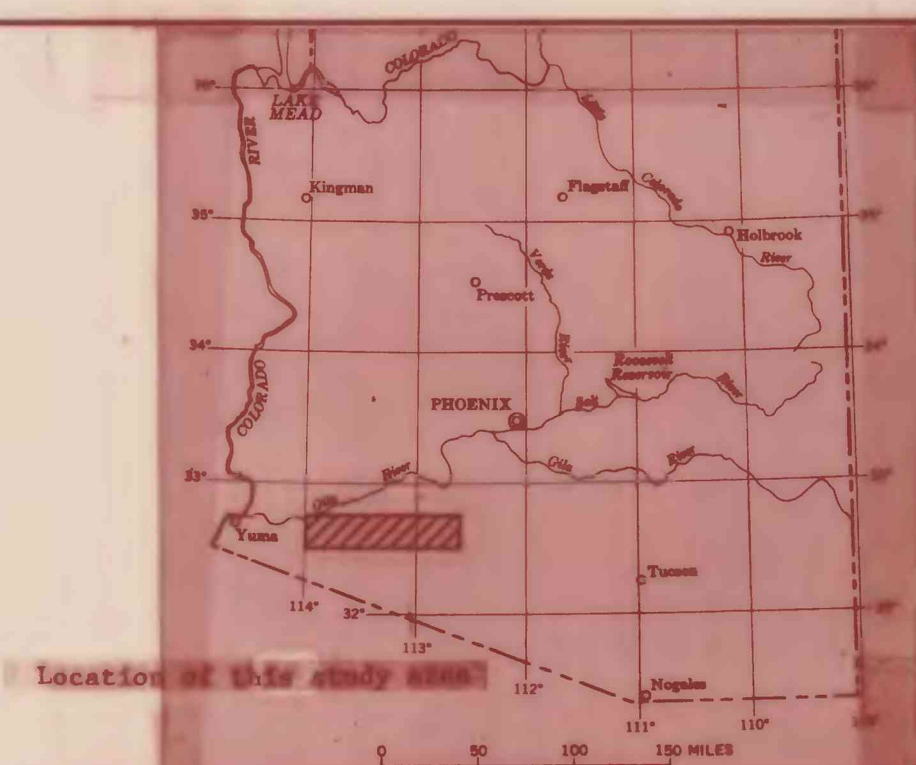 COLORADO
36°
LAKE
MEAD
RIVER
Kingman
Flagstaff
Colorado
35°
Holbrook
River
Verde
Prescott
River
34°
Roosevelt
Reservoir
River
COLORADO
PHOENIX
Salt
33°
River
Gila
River
Gila
Yuma
Tucson
114°
32°
113°
Location of this study area
112°
Nogales
111°
110°
0 50 100 150 MILES